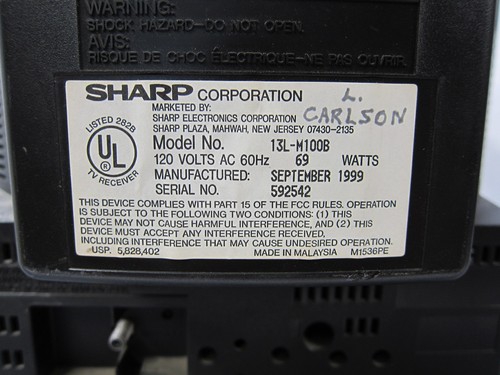 WARNING:
SHOCK HAZARD–DO NOT OPEN.
AVIS:
RISQUE DE CHOC ÉLECTRIQUE–NE PAS OUVRIR.
SHARP CORPORATION L. CARLSON
MARKETED BY:
SHARP ELECTRONICS CORPORATION
SHARP PLAZA, MAHWAH, NEW JERSEY 07430-2135
LISTED 282B
UL
TV RECEIVER
Model No. 13L-M100B
120 VOLTS AC 60Hz 69 WATTS
MANUFACTURED: SEPTEMBER 1999
SERIAL NO. 592542
THIS DEVICE COMPLIES WITH PART 15 OF THE FCC RULES. OPERATION
IS SUBJECT TO THE FOLLOWING TWO CONDITIONS: (1) THIS
DEVICE MAY NOT CAUSE HARMFUL INTERFERENCE, AND (2) THIS
DEVICE MUST ACCEPT ANY INTERFERENCE RECEIVED,
INCLUDING INTERFERENCE THAT MAY CAUSE UNDESIRED OPERATION.
USP. 5,828,402 MADE IN MALAYSIA M1536PE